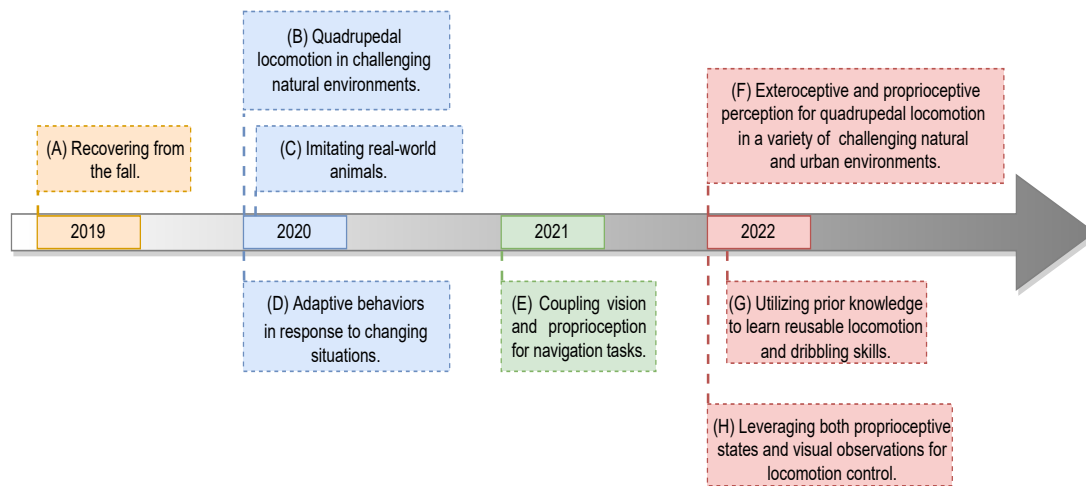 (B) Quadrupedal
locomotion in challenging
natural environments.
(F) Exteroceptive and proprioceptive
perception for quadrupedal locomotion
in a variety of challenging natural
and urban environments.
(A) Recovering from
the fall.
(C) Imitating real-world
animals.
2019
2020
2021
2022
(D) Adaptive behaviors
in response to changing
situations.
(E) Coupling vision
and proprioception
for navigation tasks.
(G) Utilizing prior knowledge
to learn reusable locomotion
and dribbling skills.
(H) Leveraging both proprioceptive
states and visual observations for
locomotion control.